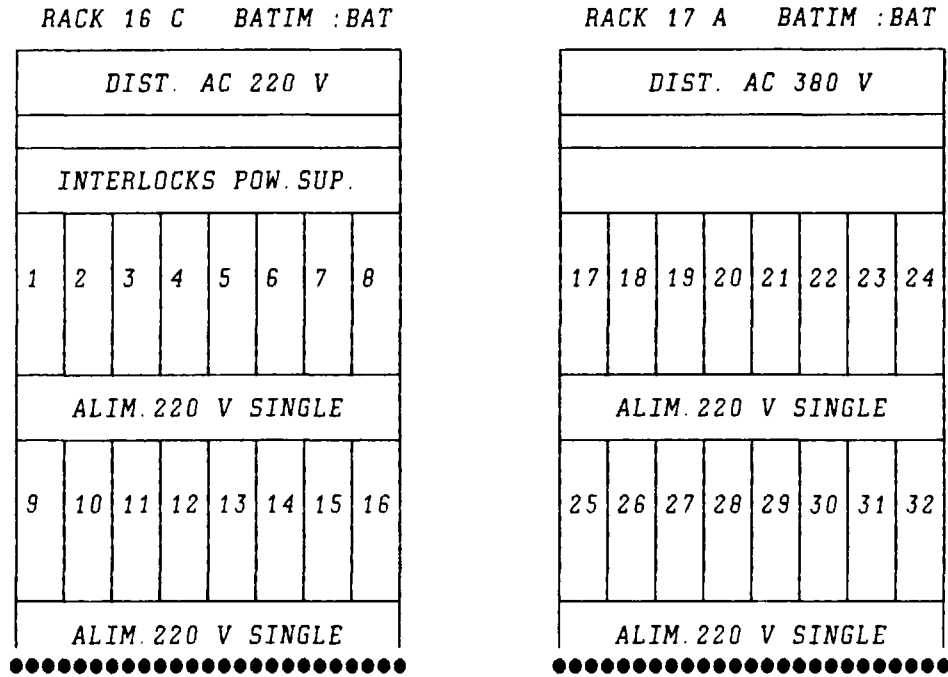 RACK 16 C BATIM :BAT
DIST. AC 220 V
INTERLOCKS POW.SUP.
1 2 3 4 5 6 7 8
ALIM.220 V SINGLE
9 10 11 12 13 14 15 16
ALIM.220 V SINGLE
RACK 17 A BATIM :BAT
DIST. AC 380 V
17 18 19 20 21 22 23 24
ALIM.220 V SINGLE
25 26 27 28 29 30 31 32
ALIM.220 V SINGLE